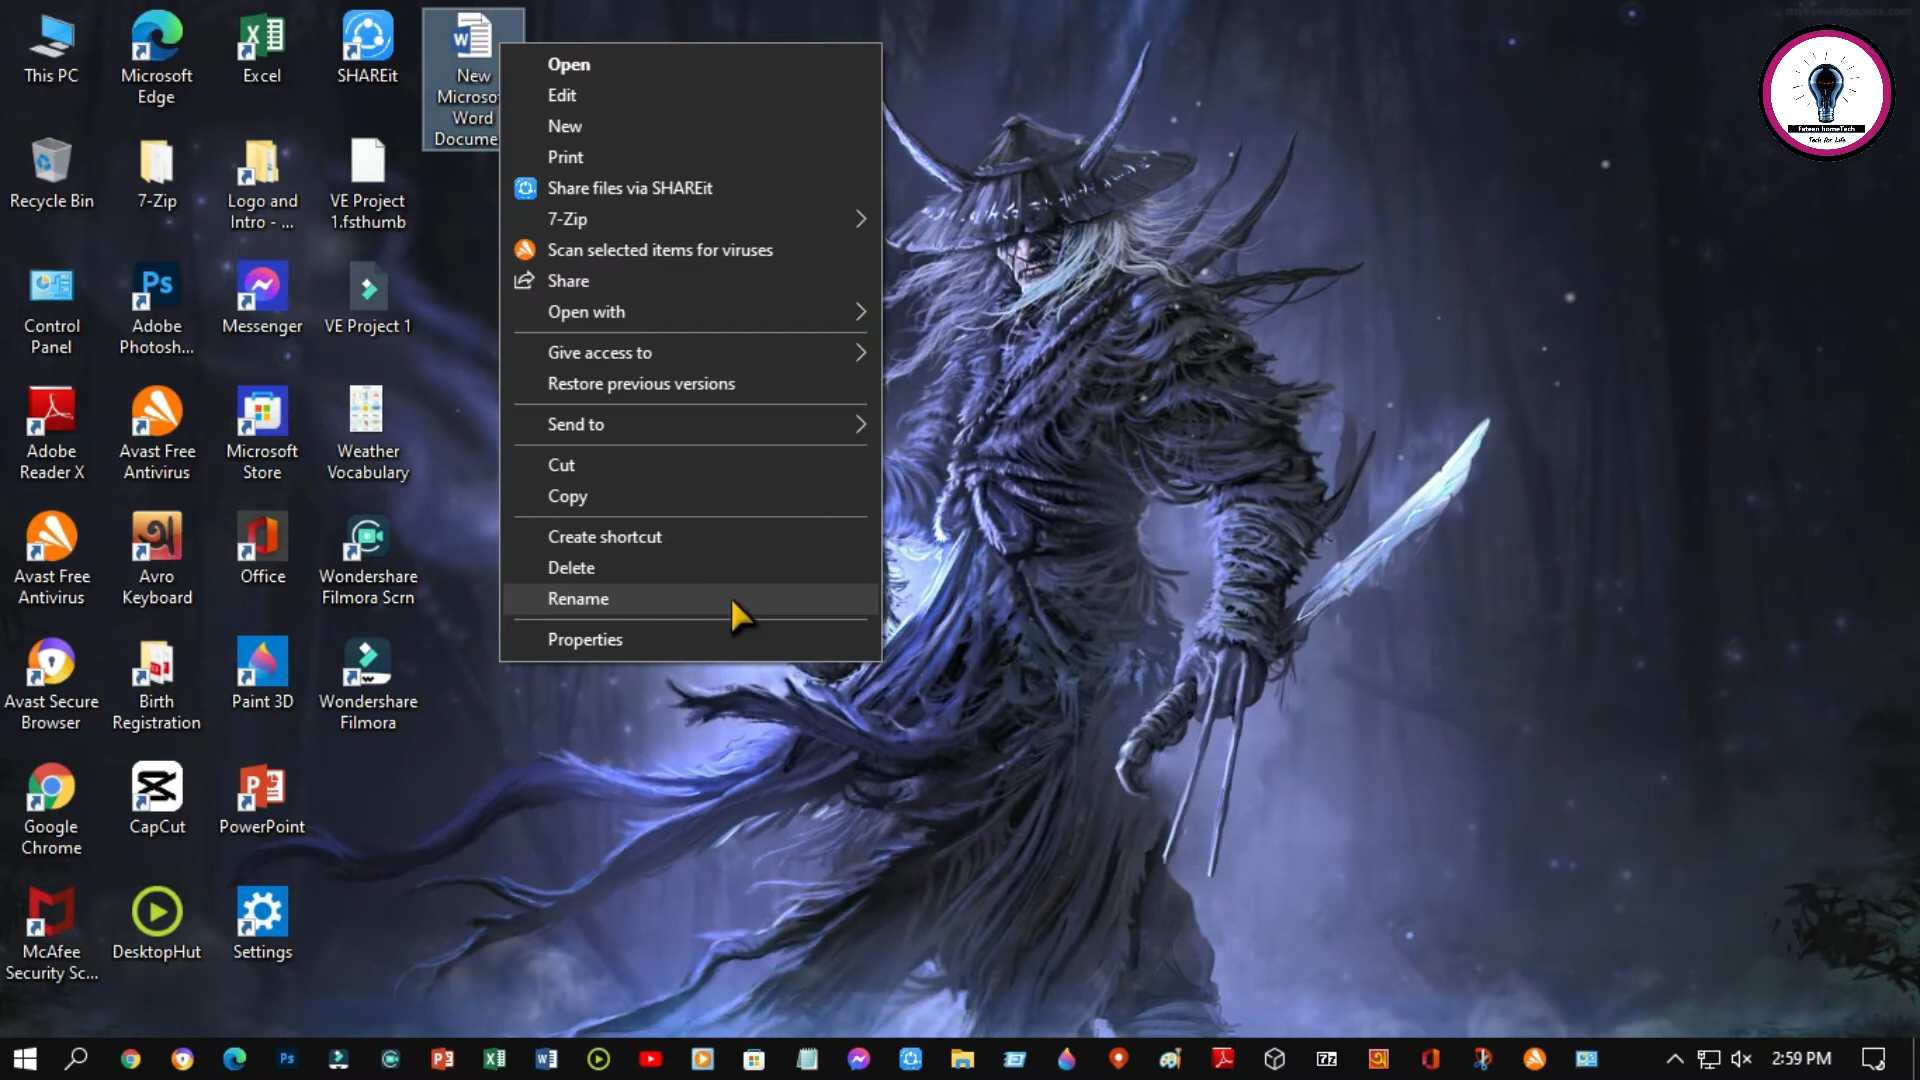 This PC
Microsoft
Edge
Excel
SHAREit
New
Word
Recycle Bin
7-Zip
Logo and
Intro - ...
VE Project
1.fsthumb
Control
Panel
Adobe
Photosh...
Messenger
VE Project 1
Adobe
Reader X
Avast Free
Antivirus
Microsoft
Store
Weather
Vocabulary
Avast Free
Antivirus
Avro
Keyboard
Office
Wondershare
Filmora Scrn
Avast Secure
Browser
Birth
Registration
Paint 3D
Wondershare
Filmora
Google
Chrome
CapCut
PowerPoint
McAfee
Security Sc...
DesktopHut
Settings
Open
Edit
New
Print
Share files via SHAREit
7-Zip
Scan selected items for viruses
Share
Open with
Give access to
Restore previous versions
Send to
Cut
Copy
Create shortcut
Delete
Rename
Properties
Fateen homeTech
Tech for Life
2:59 PM